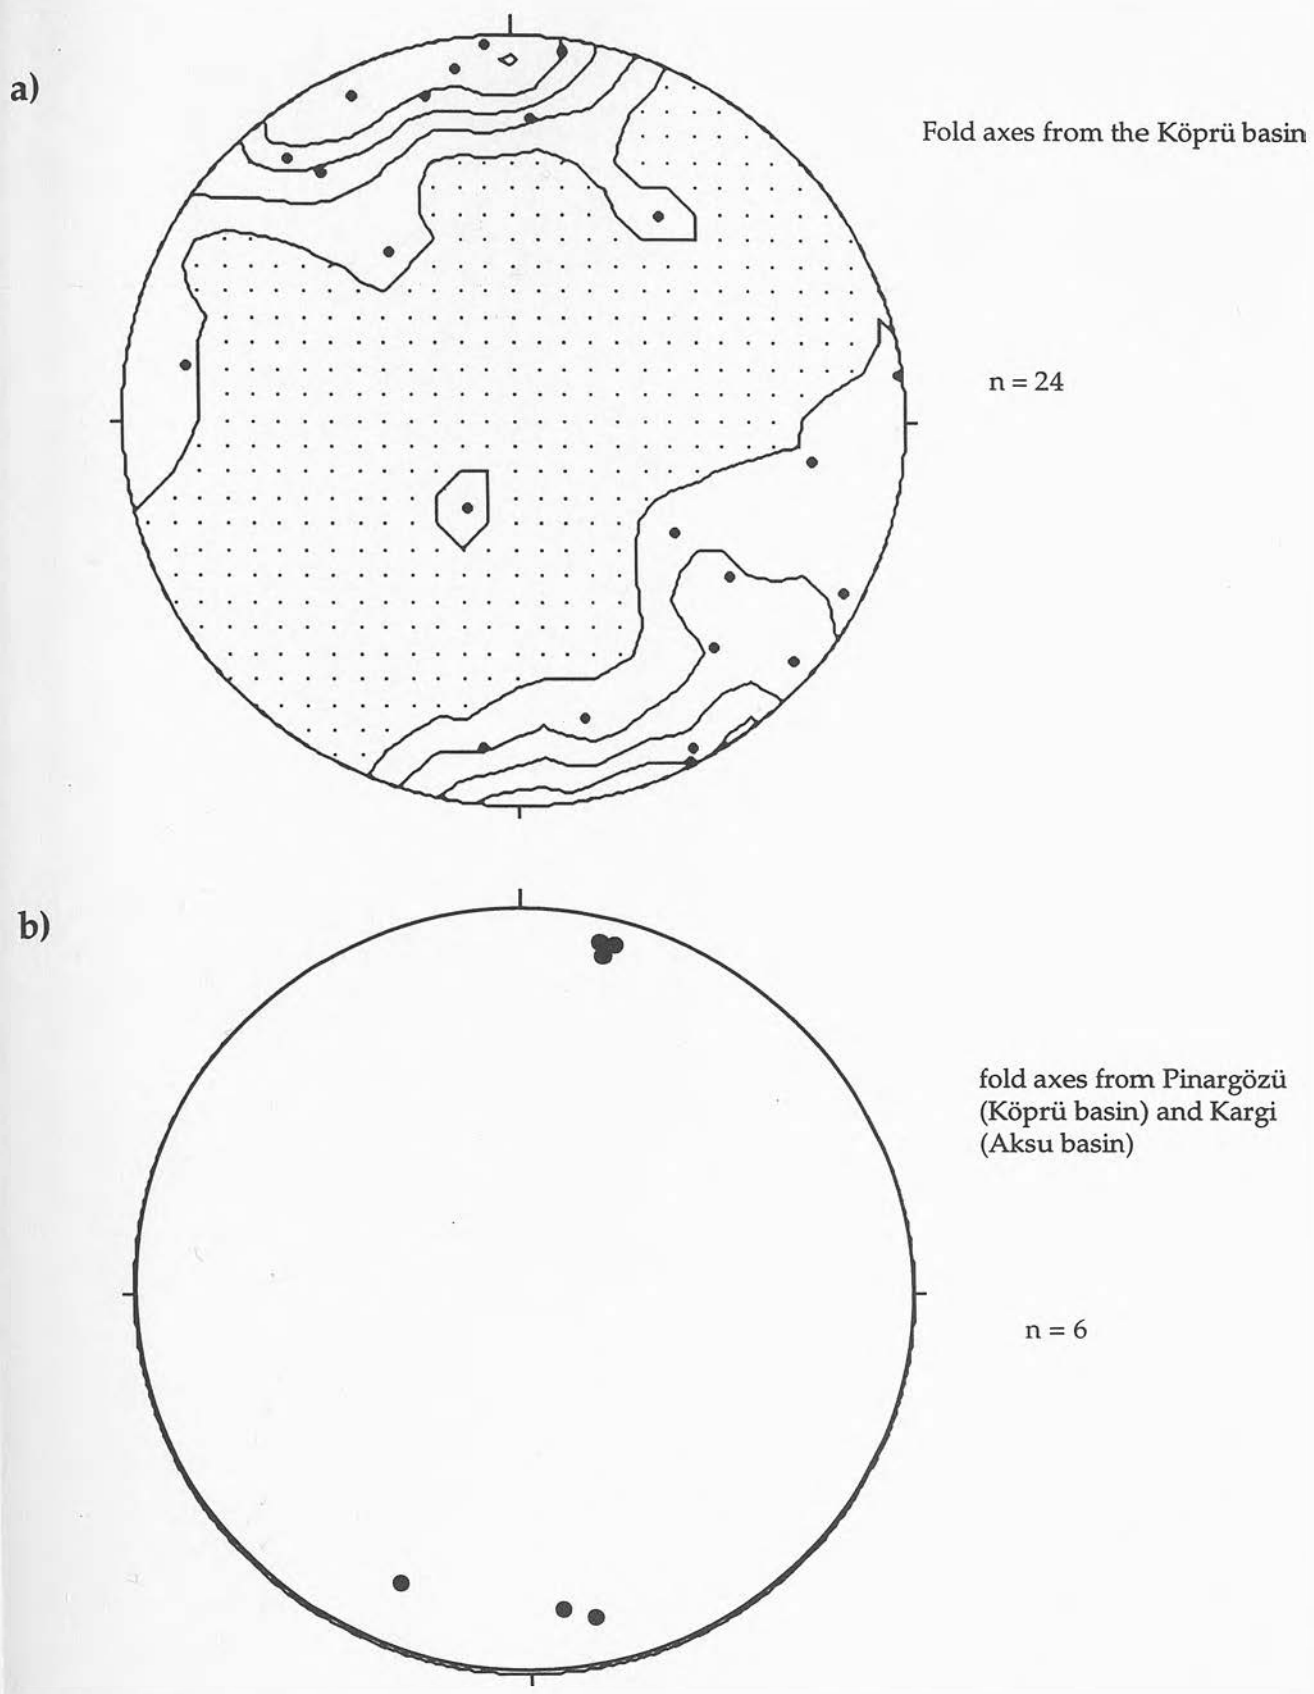 a)
Fold axes from the Köprü basin
n = 24
b)
fold axes from Pinargözü
(Köprü basin) and Kargi
(Aksu basin)
n = 6